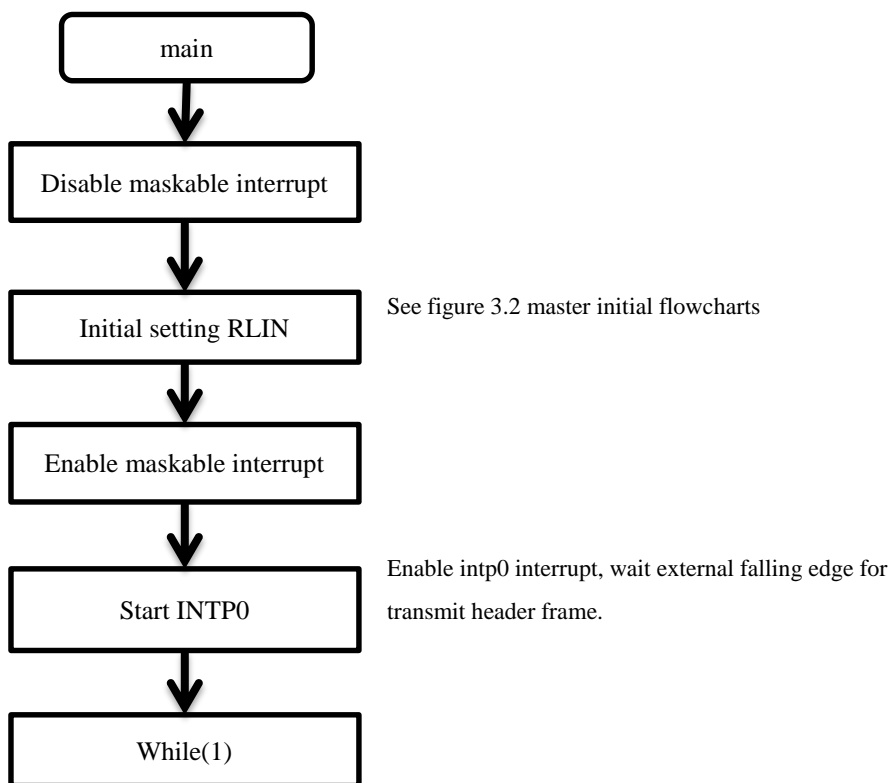 main
Disable maskable interrupt
Initial setting RLIN
See figure 3.2 master initial flowcharts
Enable maskable interrupt
Start INTP0
Enable intp0 interrupt, wait external falling edge for
transmit header frame.
While(1)